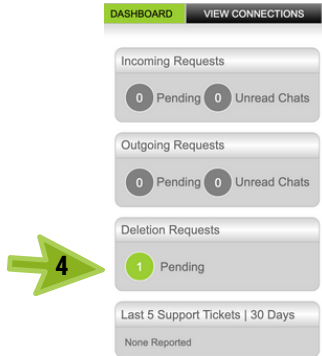 DASHBOARD VIEW CONNECTIONS
Incoming Requests
0 Pending 0 Unread Chats
Outgoing Requests
0 Pending 0 Unread Chats
Deletion Requests
4 1 Pending
Last 5 Support Tickets | 30 Days
None Reported